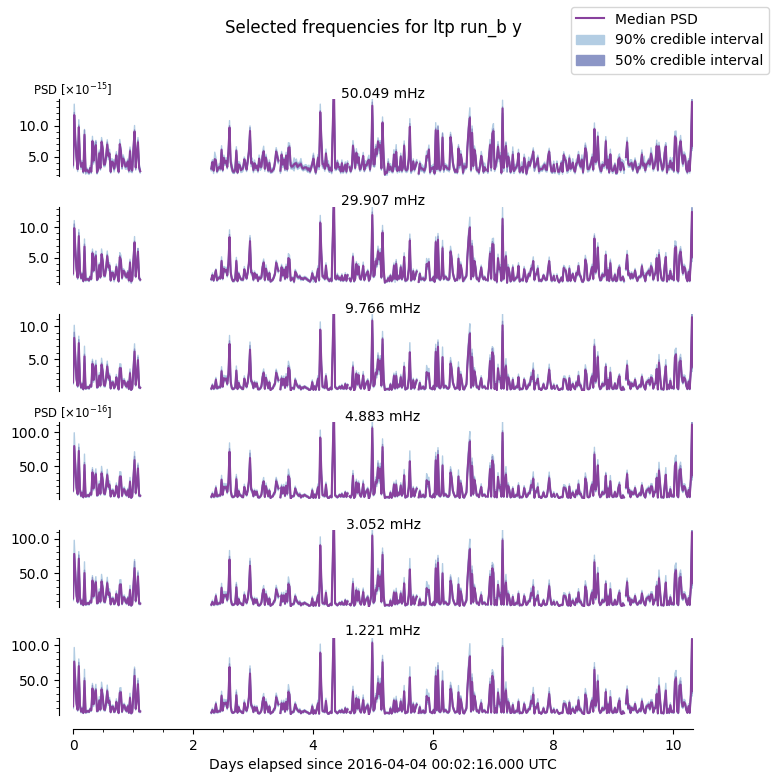 Selected frequencies for ltp run_b y
Median PSD
90% credible interval
50% credible interval
PSD [×10⁻¹⁵]
50.049 mHz
10.0
5.0
29.907 mHz
10.0
5.0
9.766 mHz
10.0
5.0
PSD [×10⁻¹⁶]
4.883 mHz
100.0
50.0
3.052 mHz
100.0
50.0
1.221 mHz
100.0
50.0
0 2 4 6 8 10
Days elapsed since 2016-04-04 00:02:16.000 UTC